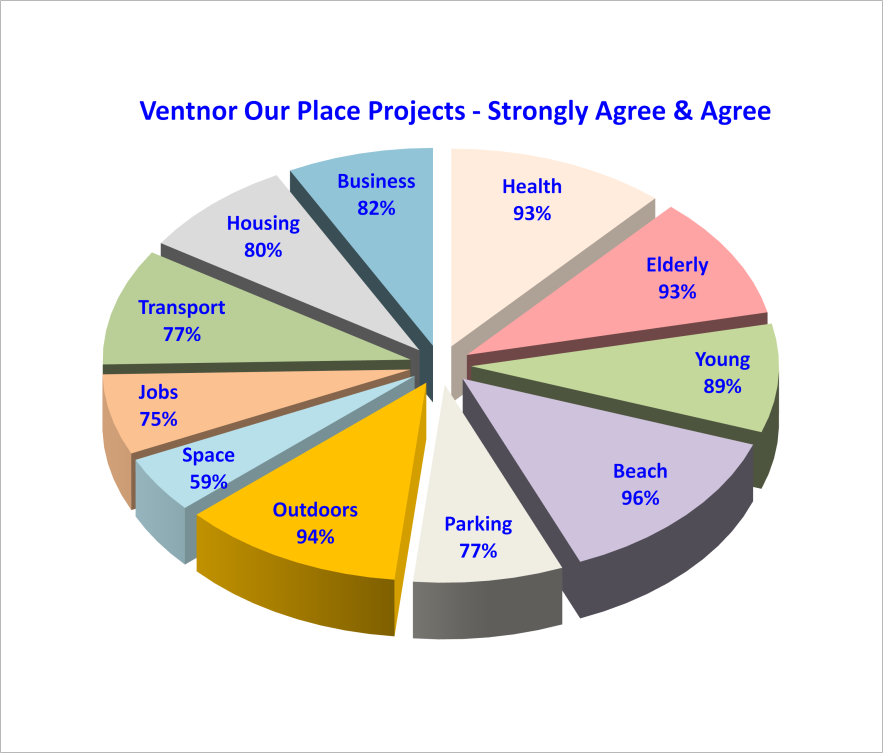 Ventnor Our Place Projects - Strongly Agree & Agree
Business
82%
Health
93%
Housing
80%
Elderly
93%
Transport
77%
Young
89%
Jobs
75%
Space
59%
Beach
96%
Outdoors
94%
Parking
77%